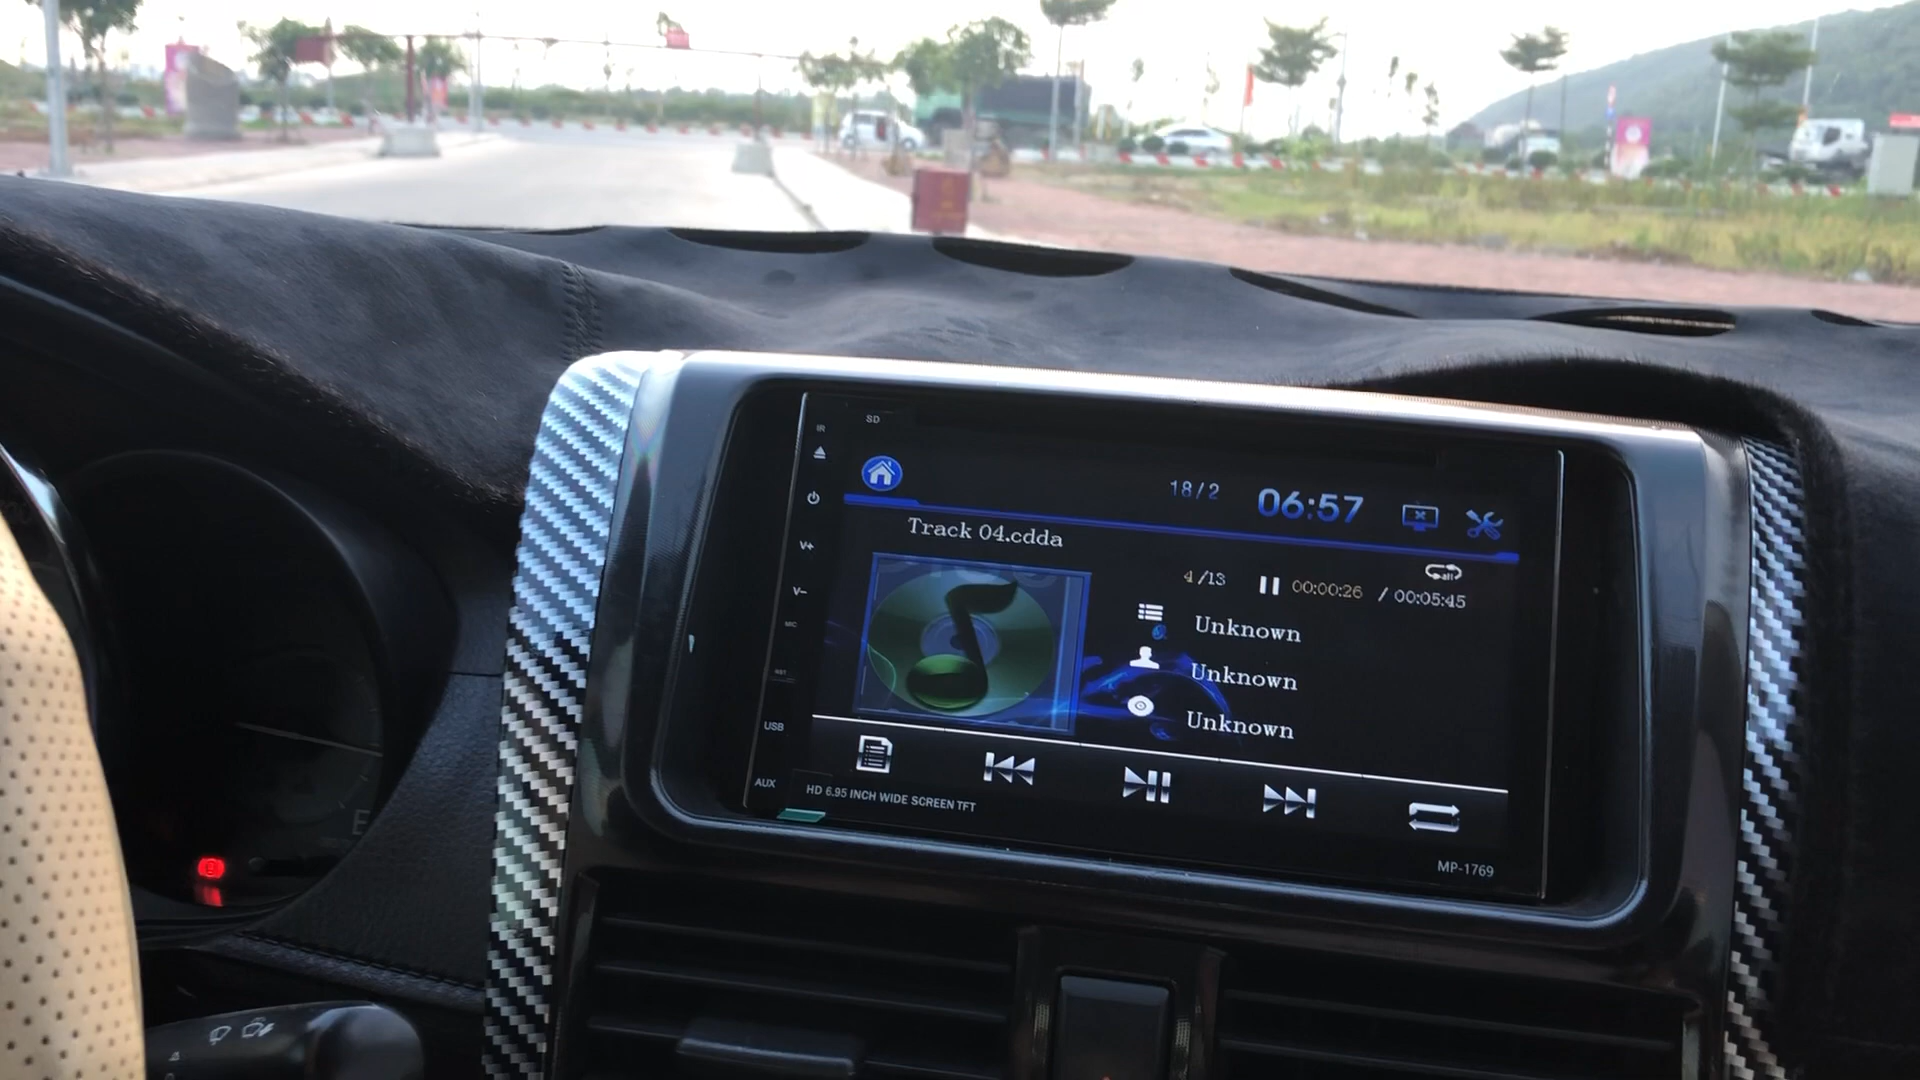 SD
IR
18/2
06:57
Track 04.cdda
all
4/13
00:00:26 / 00:05:45
V+
V-
Unknown
MIC
Unknown
RST
Unknown
USB
AUX
HD 6.95 INCH WIDE SCREEN TFT
MP-1769
E